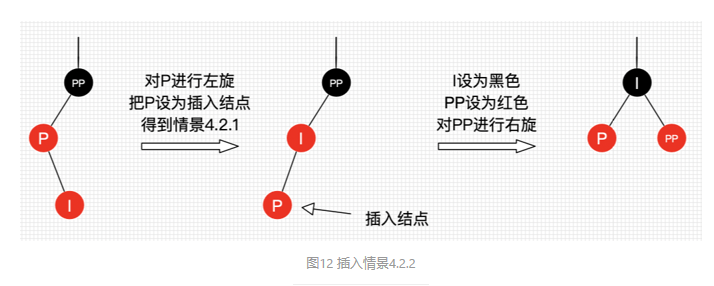 PP
P
I
对P进行左旋
把P设为插入结点
得到情景4.2.1
PP
I
P
插入结点
I设为黑色
PP设为红色
对PP进行右旋
I
P
PP
图12 插入情景4.2.2